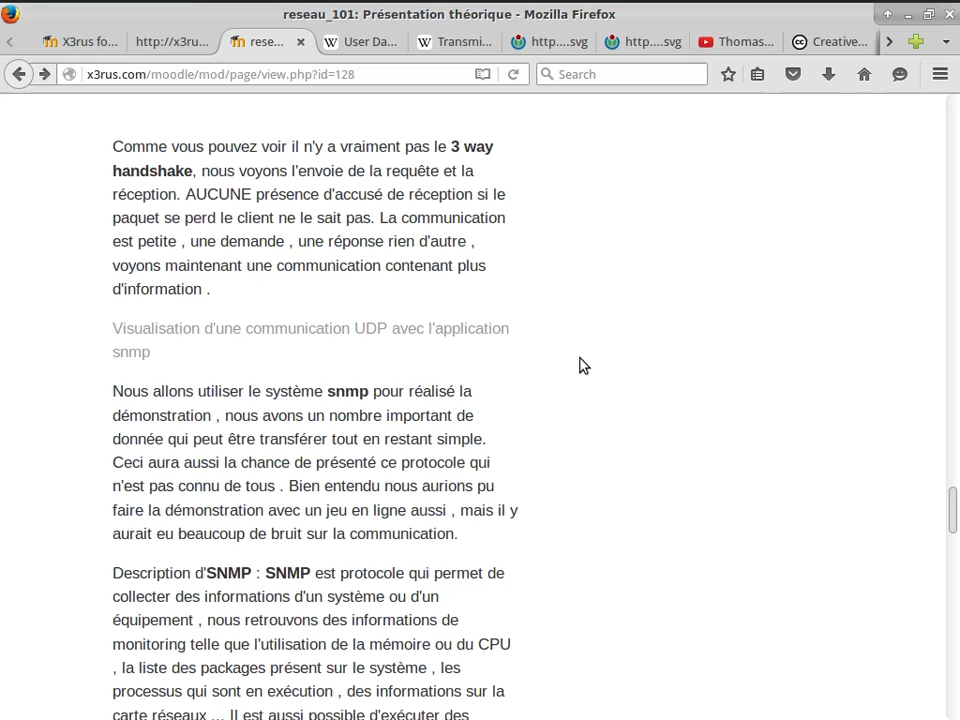 reseau_101: Présentation théorique - Mozilla Firefox
X3rus fo... http://x3ru... rese... User Da... Transmi... http....svg http....svg Thomas... Creative...
x3rus.com/moodle/mod/page/view.php?id=128 Search
Comme vous pouvez voir il n'y a vraiment pas le 3 way
handshake, nous voyons l'envoie de la requête et la
réception. AUCUNE présence d'accusé de réception si le
paquet se perd le client ne le sait pas. La communication
est petite , une demande , une réponse rien d'autre ,
voyons maintenant une communication contenant plus
d'information .
Visualisation d'une communication UDP avec l'application
snmp
Nous allons utiliser le système snmp pour réalisé la
démonstration , nous avons un nombre important de
donnée qui peut être transférer tout en restant simple.
Ceci aura aussi la chance de présenté ce protocole qui
n'est pas connu de tous . Bien entendu nous aurions pu
faire la démonstration avec un jeu en ligne aussi , mais il y
aurait eu beaucoup de bruit sur la communication.
Description d'SNMP : SNMP est protocole qui permet de
collecter des informations d'un système ou d'un
équipement , nous retrouvons des informations de
monitoring telle que l'utilisation de la mémoire ou du CPU
, la liste des packages présent sur le système , les
processus qui sont en exécution , des informations sur la
carte réseaux ... Il est aussi possible d'exécuter des